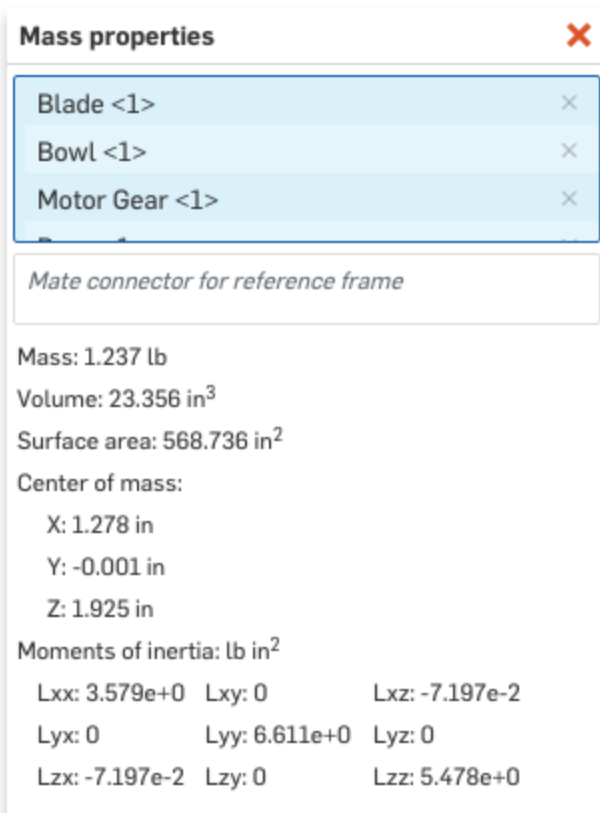 Mass properties
Blade <1>
Bowl <1>
Motor Gear <1>
Mate connector for reference frame
Mass: 1.237 lb
Volume: 23.356 in³
Surface area: 568.736 in²
Center of mass:
X: 1.278 in
Y: -0.001 in
Z: 1.925 in
Moments of inertia: lb in²
Lxx: 3.579e+0 Lxy: 0 Lxz: -7.197e-2
Lyx: 0 Lyy: 6.611e+0 Lyz: 0
Lzx: -7.197e-2 Lzy: 0 Lzz: 5.478e+0